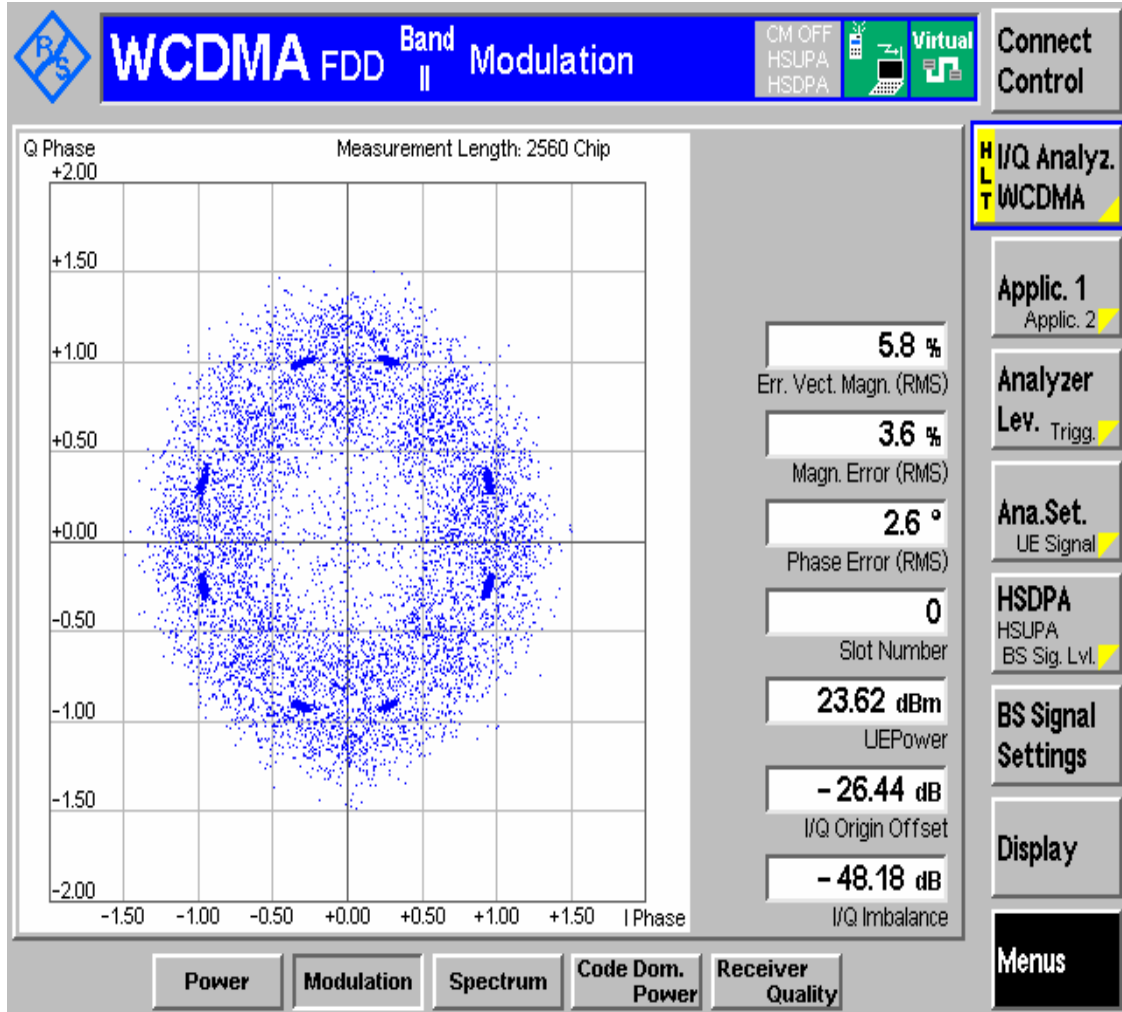 R/S
WCDMA FDD Band II Modulation
CM OFF
HSUPA
HSDPA
Virtual
Connect
Control
Q Phase
Measurement Length: 2560 Chip
+2.00
+1.50
+1.00
+0.50
+0.00
-0.50
-1.00
-1.50
-2.00
-1.50 -1.00 -0.50 +0.00 +0.50 +1.00 +1.50 I Phase
5.8 %
Err. Vect. Magn. (RMS)
3.6 %
Magn. Error (RMS)
2.6 °
Phase Error (RMS)
0
Slot Number
23.62 dBm
UEPower
- 26.44 dB
I/Q Origin Offset
- 48.18 dB
I/Q Imbalance
HLT
I/Q Analyz.
WCDMA
Applic. 1
Applic. 2
Analyzer
Lev. Trigg.
Ana.Set.
UE Signal
HSDPA
HSUPA
BS Sig. Lvl.
BS Signal
Settings
Display
Menus
Power
Modulation
Spectrum
Code Dom.
Power
Receiver
Quality